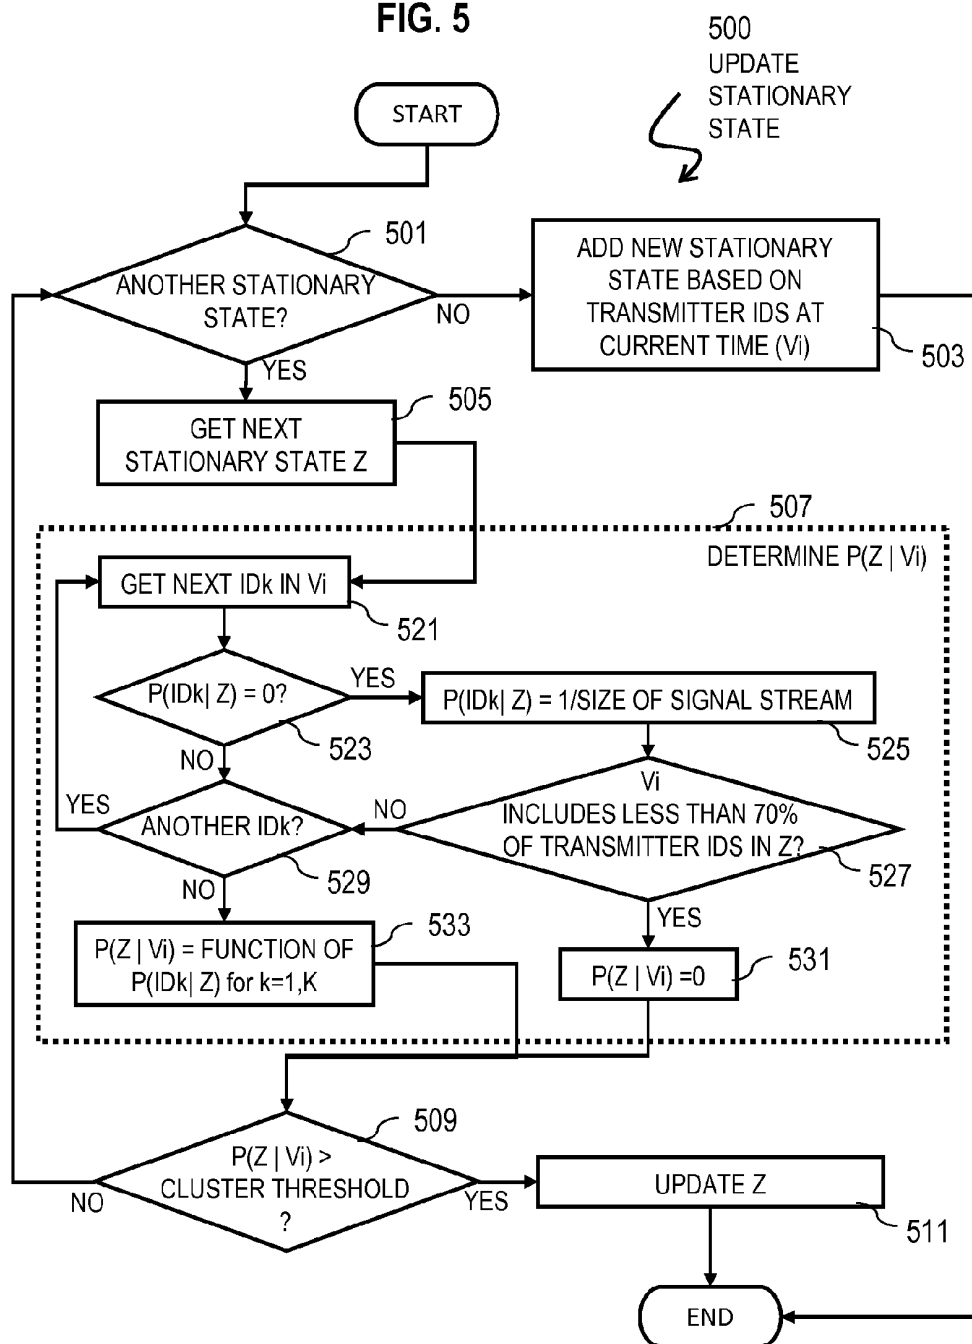 FIG. 5
500
UPDATE
STATIONARY
STATE
START
501
ANOTHER STATIONARY
STATE?
NO
YES
ADD NEW STATIONARY
STATE BASED ON
TRANSMITTER IDS AT
CURRENT TIME (Vi)
503
505
GET NEXT
STATIONARY STATE Z
507
DETERMINE P(Z | Vi)
GET NEXT IDk IN Vi
521
P(IDk| Z) = 0?
YES
523
NO
P(IDk| Z) = 1/SIZE OF SIGNAL STREAM
525
Vi
INCLUDES LESS THAN 70%
OF TRANSMITTER IDS IN Z?
527
NO
YES
YES
ANOTHER IDk?
529
NO
533
P(Z | Vi) = FUNCTION OF
P(IDk| Z) for k=1,K
531
P(Z | Vi) =0
509
P(Z | Vi) >
CLUSTER THRESHOLD
?
NO
YES
UPDATE Z
511
END